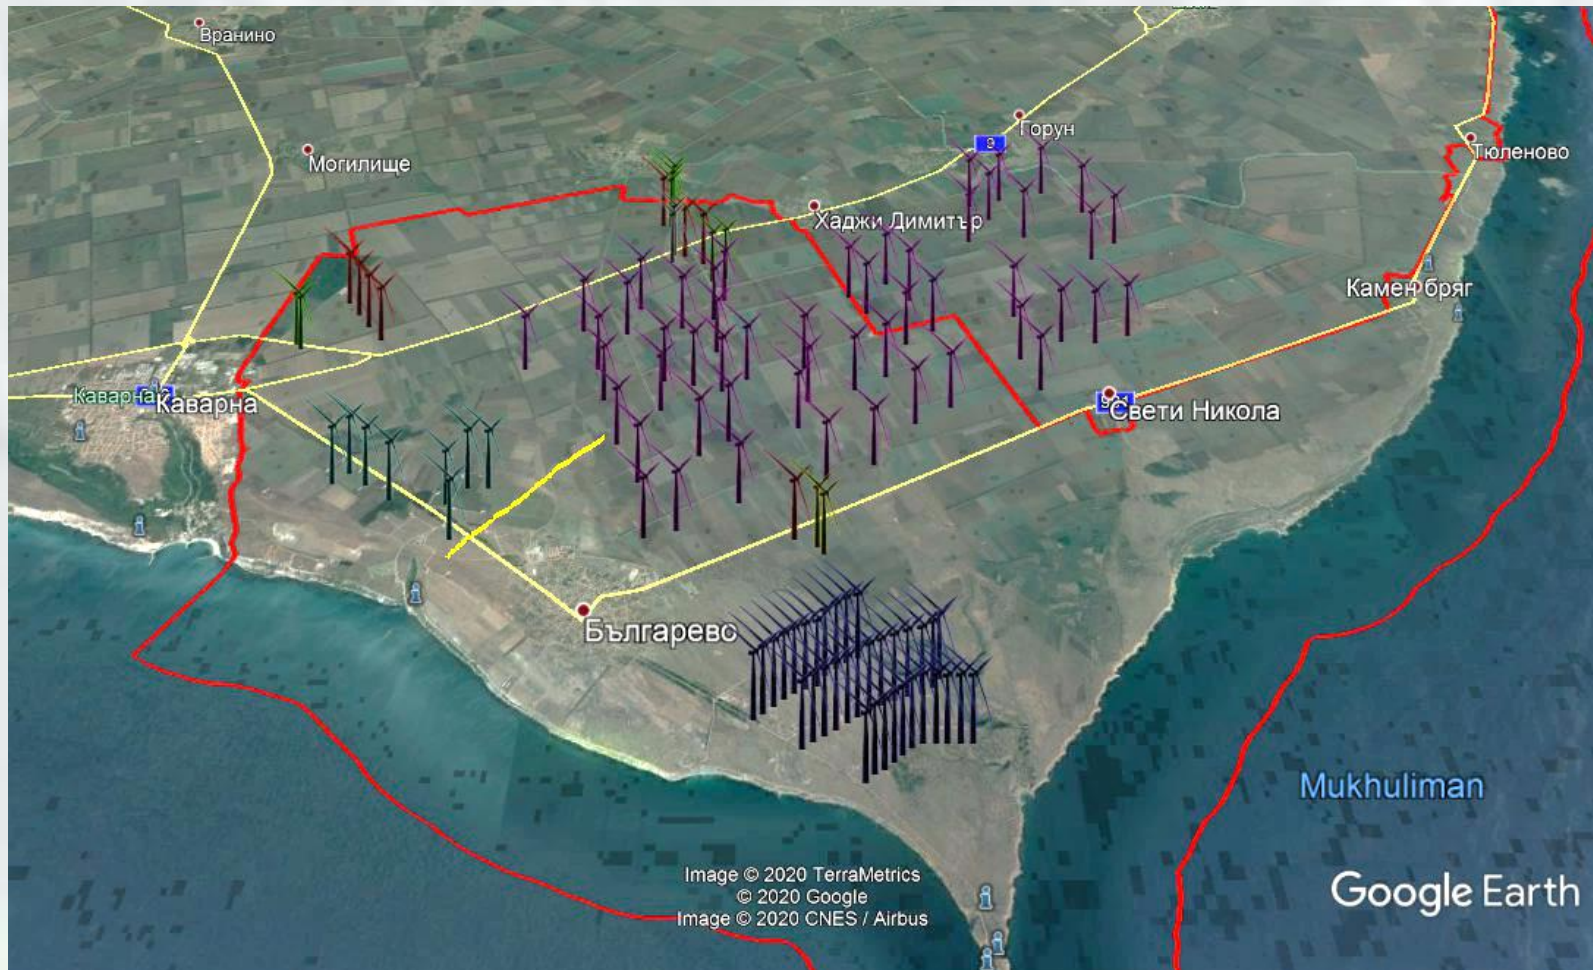 Вранино
Могилище
Горун
9
Тюленово
Хаджи Димитър
Камен бряг
Каварна
Каварна
Свети Никола
Българево
Mukhuliman
Image © 2020 TerraMetrics
© 2020 Google
Image © 2020 CNES / Airbus
Google Earth